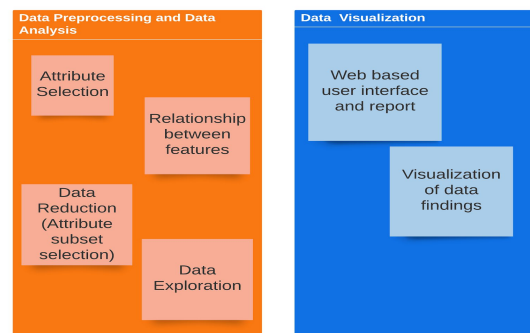 Data Preprocessing and Data
Analysis
Attribute
Selection
Relationship
between
features
Data
Reduction
(Attribute
subset
selection)
Data
Exploration
Data Visualization
Web based
user interface
and report
Visualization
of data
findings